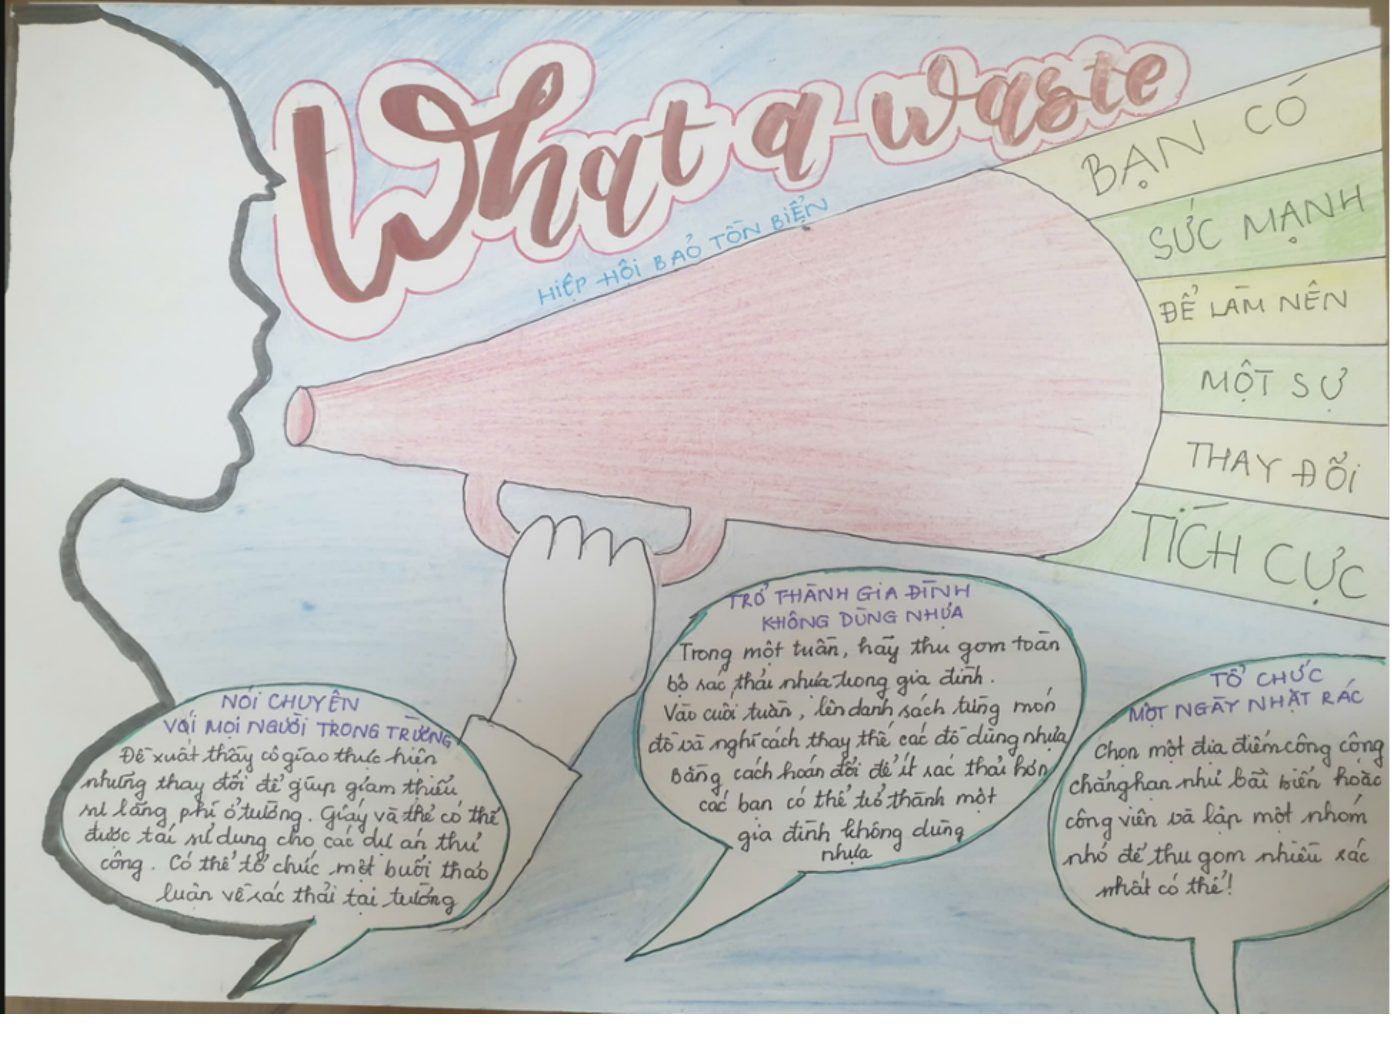 What a waste
HIỆP HỘI BẢO TỒN BIỂN
BẠN CÓ
SỨC MẠNH
ĐỂ LÀM NÊN
MỘT SỰ
THAY ĐỔI
TÍCH CỰC
NÓI CHUYỆN
VỚI MỌI NGƯỜI TRONG TRƯỜNG
Đề xuất thầy cô giáo thực hiện
những thay đổi để giúp giảm thiểu
sự lãng phí ở trường. Giấy và thẻ có thể
được tái sử dụng cho các dự án thủ
công. Có thể tổ chức một buổi thảo
luận về rác thải tại trường
TRỞ THÀNH GIA ĐÌNH
KHÔNG DÙNG NHỰA
Trong một tuần, hãy thu gom toàn
bộ rác thải nhựa trong gia đình.
Vào cuối tuần, lên danh sách từng món
đồ và nghĩ cách thay thế các đồ dùng nhựa
Bằng cách hoán đổi để ít rác thải hơn,
các bạn có thể trở thành một
gia đình không dùng
nhựa
TỔ CHỨC
MỘT NGÀY NHẶT RÁC
Chọn một địa điểm công cộng
chẳng hạn như bãi biển hoặc
công viên và lập một nhóm
nhỏ để thu gom nhiều rác
nhất có thể!